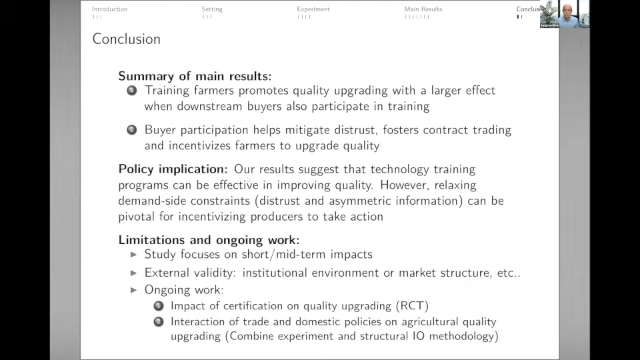 Introduction Setting Experiment Main Results Conclusion
Conclusion
Summary of main results:
1 Training farmers promotes quality upgrading with a larger effect
when downstream buyers also participate in training
2 Buyer participation helps mitigate distrust, fosters contract trading
and incentivizes farmers to upgrade quality
Policy implication: Our results suggest that technology training
programs can be effective in improving quality. However, relaxing
demand-side constraints (distrust and asymmetric information) can be
pivotal for incentivizing producers to take action
Limitations and ongoing work:
Study focuses on short/mid-term impacts
External validity: institutional environment or market structure, etc..
Ongoing work:
1 Impact of certification on quality upgrading (RCT)
2 Interaction of trade and domestic policies on agricultural quality
upgrading (Combine experiment and structural IO methodology)